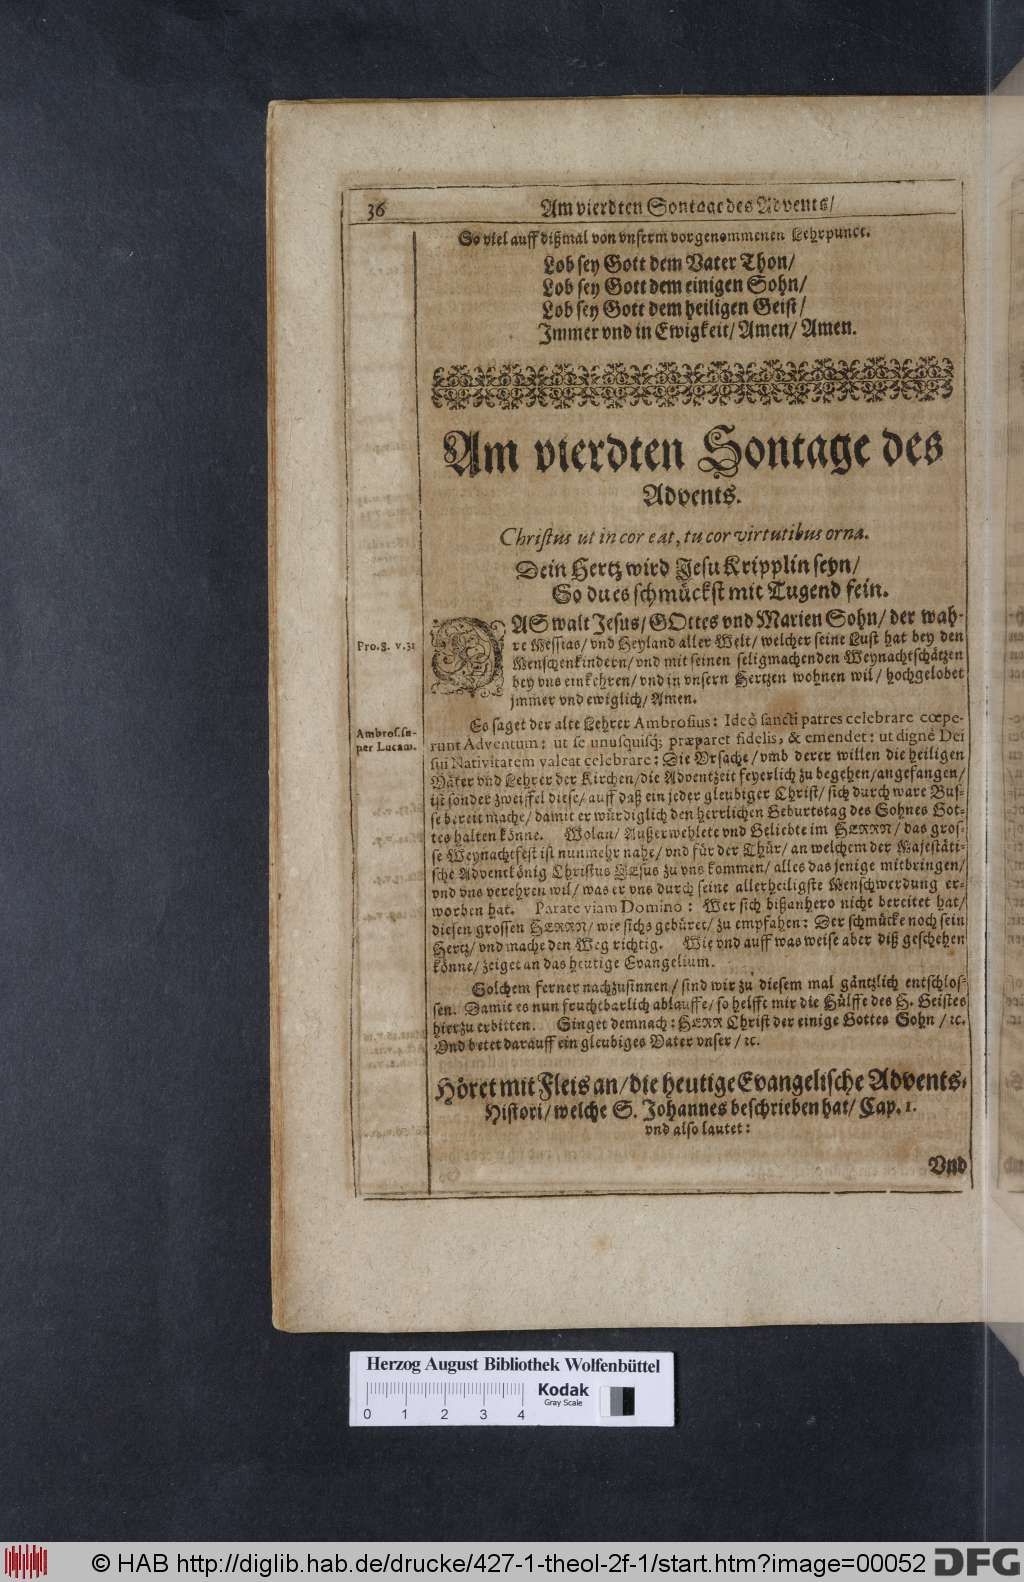 36
Am vierdten Sontage des Advents/
So viel auff dißmal von vnserm vorgenommenen Lehrpunct.
Lob sey Gott dem Vater Thon/
Lob sey Gott dem einigen Sohn/
Lob sey Gott dem heiligen Geist/
Jmmer vnd in Ewigkeit/ Amen/ Amen.
Am vierdten Sontage des
Advents.
Christus ut in cor eat, tu cor virtutibus orna.
Dein Hertz wird Jesu Kripplin seyn/
So du es schmückst mit Tugend fein.
DAS walt Jesus/ GOttes vnd Marien Sohn/ der wah-
re Messias/ vnd Heyland aller Welt/ welcher seine Lust hat bey den
Pro. 8. v. 31
Menschenkindern/ vnd mit seinen seligmachenden Weynachtschätzen
bey vns einkehren/ vnd in vnsern Hertzen wohnen wil/ hochgelobet
jmmer vnd ewiglich/ Amen.
Es saget der alte Lehrer Ambrosius: Ideò sancti patres celebrare cœpe-
Ambros. su-
per Lucam.
runt Adventum: ut se unusquisq; præparet fidelis, & emendet: ut dignè Dei
sui Nativitatem valeat celebrare: Die Vrsache/ vmb derer willen die heiligen
Väter vnd Lehrer der Kirchen/ die Adventzeit feyerlich zu begehen/ angefangen/
ist sonder zweiffel diese/ auff daß ein jeder gleubiger Christ/ sich durch ware Bus-
se bereit mache/ damit er würdiglich den herrlichen Geburtstag des Sohnes Got-
tes halten könne. Wolan/ Außerwehlete vnd Geliebte im HERRN/ das gros-
se Weynachtfest ist nunmehr nahe/ vnd für der Thür/ an welchem der Majestäti-
sche Adventkönig Christus JEsus zu vns kommen/ alles das jenige mitbringen/
vnd vns verehren wil/ was er vns durch seine allerheiligste Menschwerdung er-
worben hat. Parate viam Domino: Wer sich bißanhero nicht bereitet hat/
diesen grossen HERRN/ wie sichs gebüret/ zu empfahen: Der schmücke noch sein
Hertz/ vnd mache den Weg richtig. Wie vnd auff was weise aber diß geschehen
könne/ zeiget an das heutige Evangelium.
Solchem ferner nachzusinnen/ sind wir zu diesem mal gäntzlich entschlos-
sen. Damit es nun fruchtbarlich ablauffe/ so helfft mir die Hülffe des H. Geistes
hierzu erbitten. Singet demnach: HERR Christ der einige Gottes Sohn/ ꝛc.
Vnd betet darauff ein gleubiges Vater vnser/ ꝛc.
Höret mit Fleis an/ die heutige Evangelische Advents-
Histori/ welche S. Johannes beschrieben hat/ Cap. 1.
vnd also lautet:
Vnd
Herzog August Bibliothek Wolfenbüttel
0 1 2 3 4
Kodak
Gray Scale
© HAB http://diglib.hab.de/drucke/427-1-theol-2f-1/start.htm?image=00052
DFG